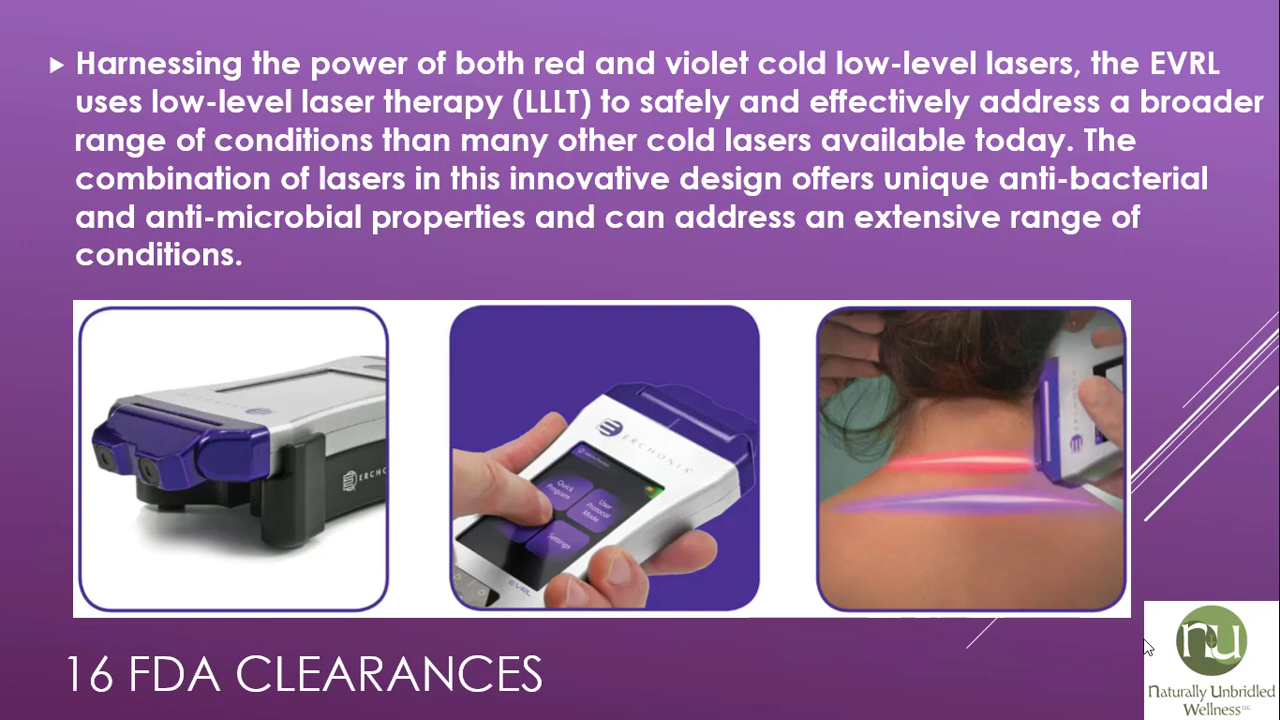 Harnessing the power of both red and violet cold low-level lasers, the EVRL
uses low-level laser therapy (LLLT) to safely and effectively address a broader
range of conditions than many other cold lasers available today. The
combination of lasers in this innovative design offers unique anti-bacterial
and anti-microbial properties and can address an extensive range of
conditions.
ERCHONIA
Quick
Program
User
Protocol
Mode
Settings
EVRL
16 FDA CLEARANCES
nu
Naturally Unbridled
Wellness LLC